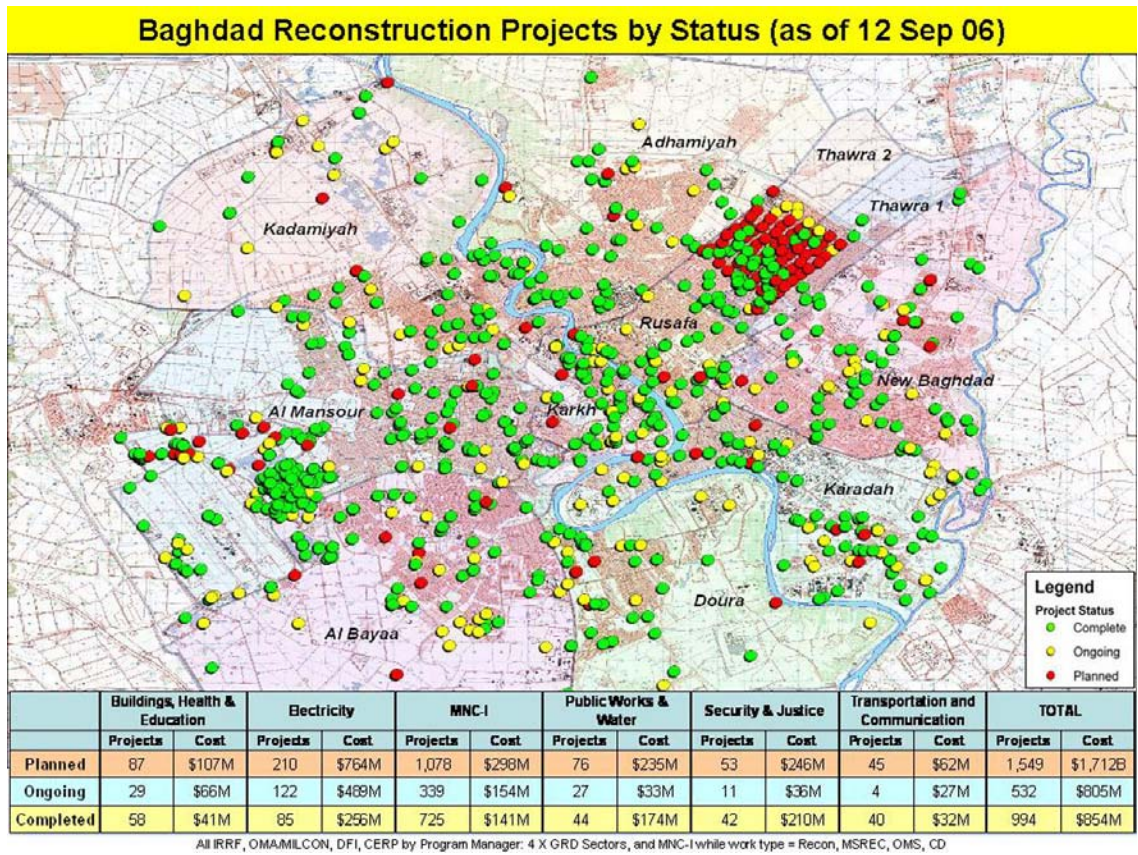 Baghdad Reconstruction Projects by Status (as of 12 Sep 06)
Adhamiyah
Thawra 2
Thawra 1
Kadamiyah
Rusafa
New Baghdad
Al Mansour
Karkh
Karadah
Doura
Al Bayaa
Legend
Project Status
Complete
Ongoing
Planned
Buildings, Health & Education Electricity MNC-I Public Works & Water Security & Justice Transportation and Communication TOTAL
Projects Cost Projects Cost Projects Cost Projects Cost Projects Cost Projects Cost Projects Cost
Planned 87 $107M 210 $764M 1,078 $298M 76 $235M 53 $246M 45 $62M 1,549 $1,712B
Ongoing 29 $66M 122 $489M 339 $154M 27 $33M 11 $36M 4 $27M 532 $805M
Completed 58 $41M 85 $256M 725 $141M 44 $174M 42 $210M 40 $32M 994 $854M
All IRRF, OMA/MILCON, DFI, CERP by Program Manager: 4 X GRD Sectors, and MNC-I while work type = Recon, MSREC, OMS, CD